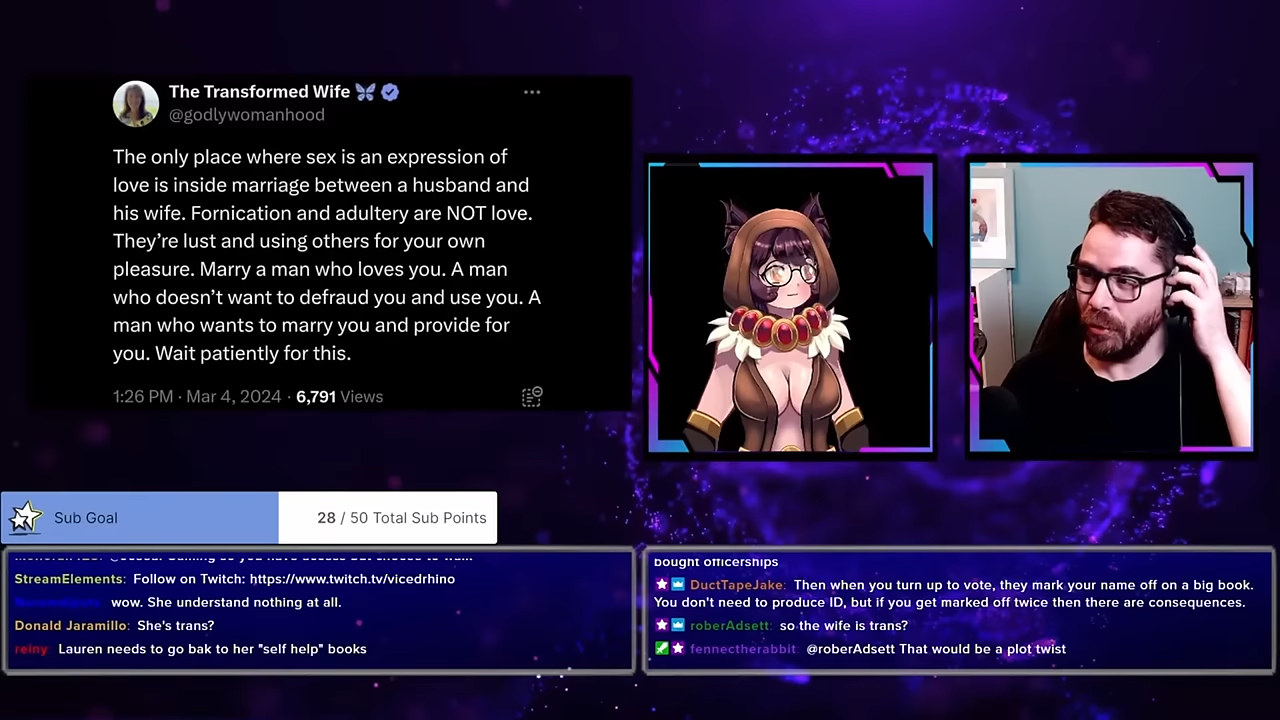 The Transformed Wife
@godlywomanhood
The only place where sex is an expression of
love is inside marriage between a husband and
his wife. Fornication and adultery are NOT love.
They’re lust and using others for your own
pleasure. Marry a man who loves you. A man
who doesn’t want to defraud you and use you. A
man who wants to marry you and provide for
you. Wait patiently for this.
1:26 PM · Mar 4, 2024 · 6,791 Views
Sub Goal
28 / 50 Total Sub Points
StreamElements: Follow on Twitch: https://www.twitch.tv/vicedrhino
wow. She understand nothing at all.
Donald Jaramillo: She's trans?
reiny: Lauren needs to go bak to her "self help" books
bought officerships
DuctTapeJake: Then when you turn up to vote, they mark your name off on a big book.
You don't need to produce ID, but if you get marked off twice then there are consequences.
roberAdsett: so the wife is trans?
fennectherabbit: @roberAdsett That would be a plot twist